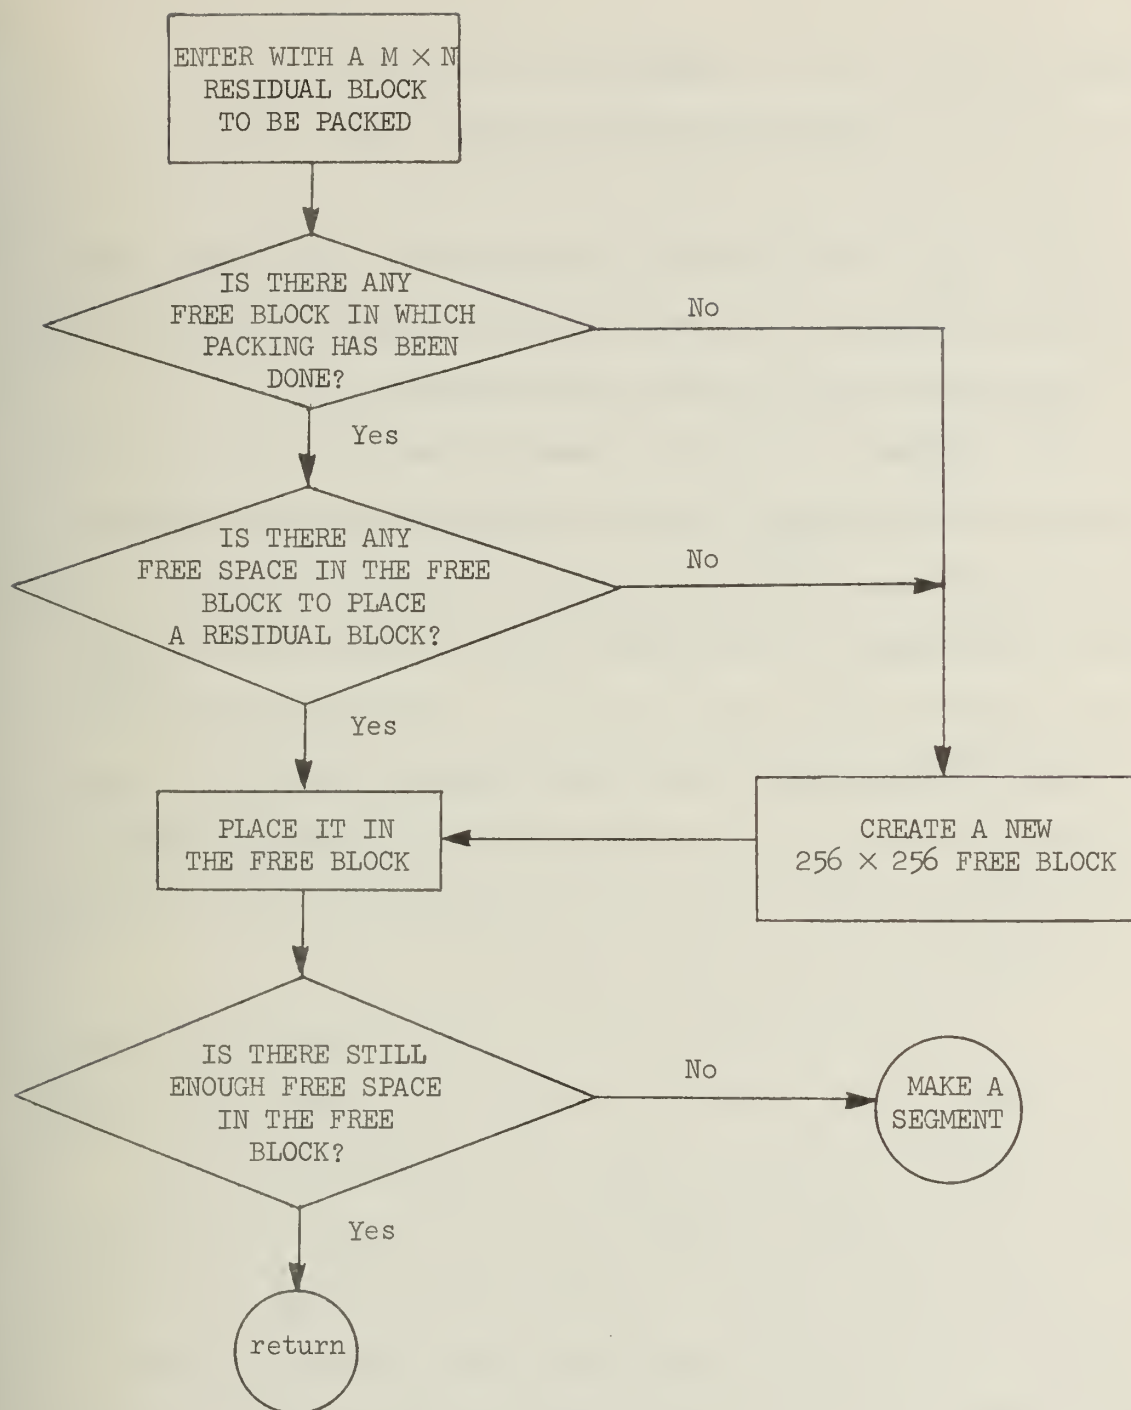 ENTER WITH A M × N
RESIDUAL BLOCK
TO BE PACKED
IS THERE ANY
FREE BLOCK IN WHICH
PACKING HAS BEEN
DONE?
No
Yes
IS THERE ANY
FREE SPACE IN THE FREE
BLOCK TO PLACE
A RESIDUAL BLOCK?
No
Yes
PLACE IT IN
THE FREE BLOCK
CREATE A NEW
256 × 256 FREE BLOCK
IS THERE STILL
ENOUGH FREE SPACE
IN THE FREE
BLOCK?
No
MAKE A
SEGMENT
Yes
return